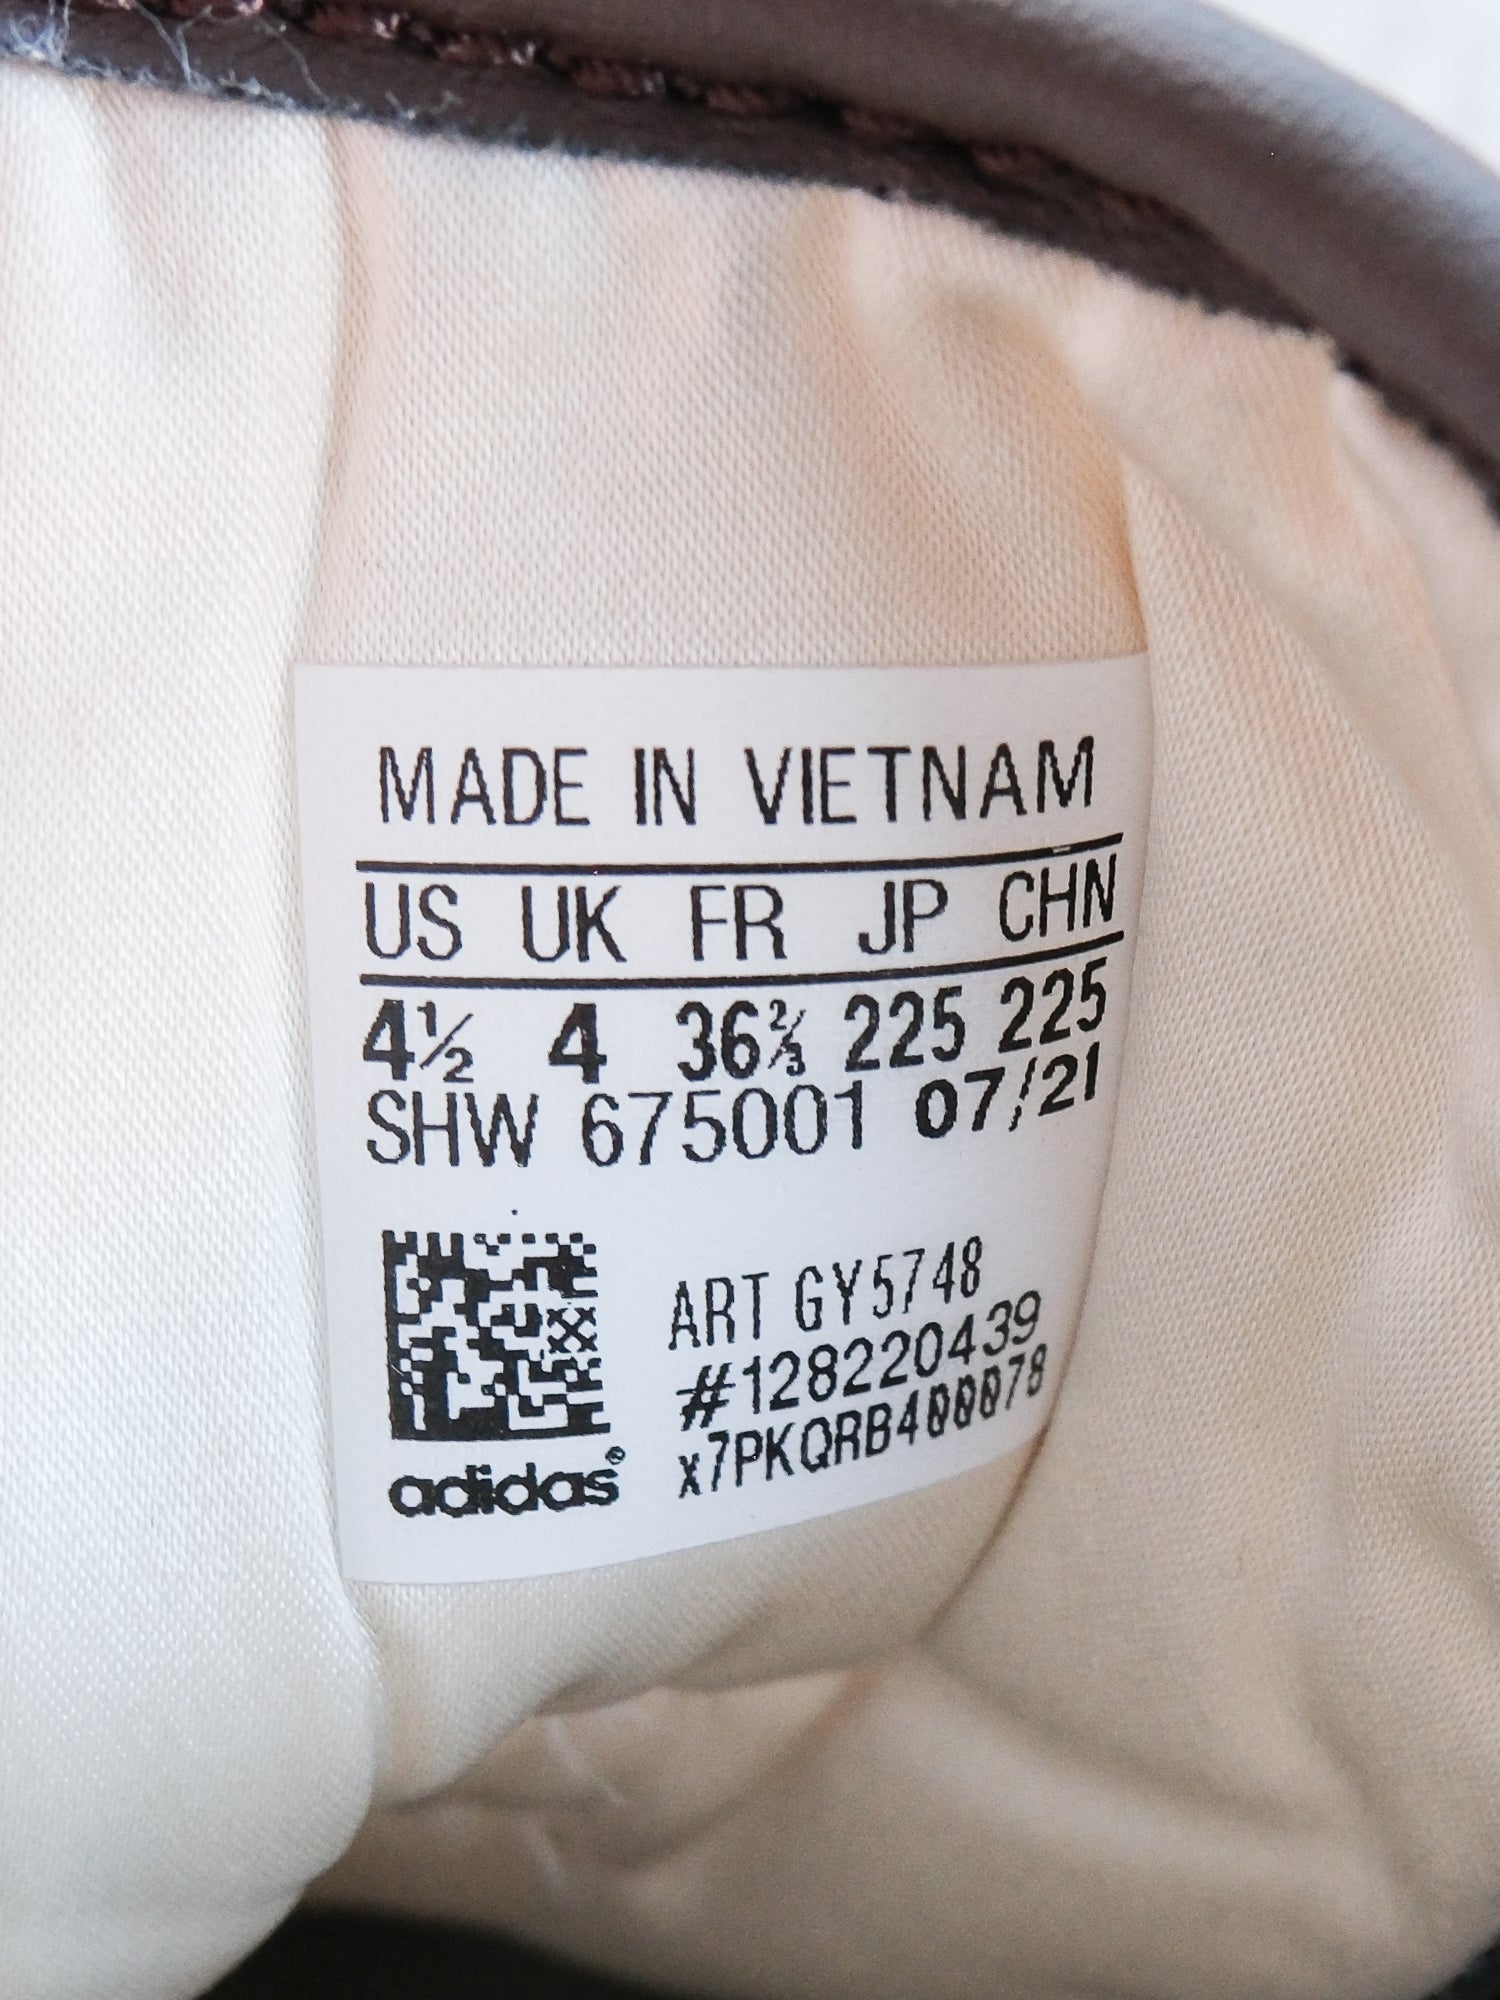 MADE IN VIETNAM
US UK FR JP CHN
4½ 4 36⅔ 225 225
SHW 675001 07/21
ART GY5748
#128220439
x7PKQRB400078
adidas®